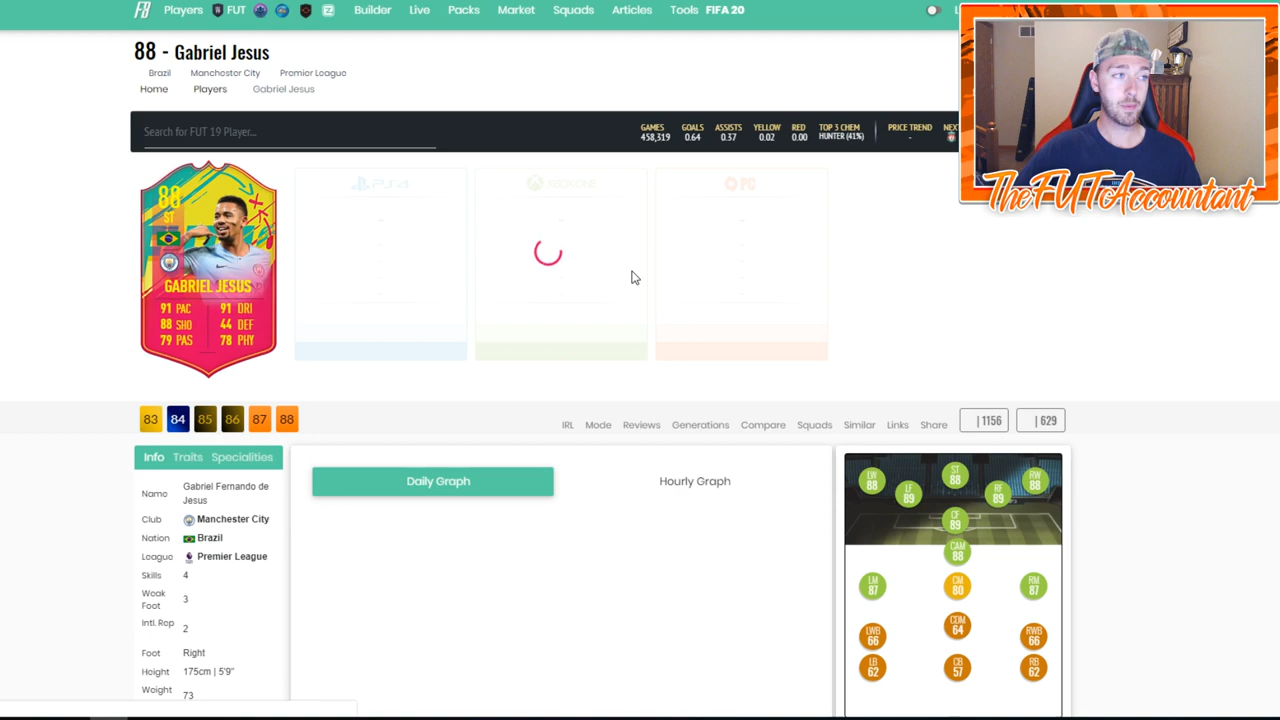 Players FUT Builder Live Packs Market Squads Articles Tools FIFA 20
88 - Gabriel Jesus
Brazil Manchester City Premier League
Home Players Gabriel Jesus
Search for FUT 19 Player...
GAMES GOALS ASSISTS YELLOW RED TOP 3 CHEM PRICE TREND
458,319 0.64 0.37 0.02 0.00 HUNTER (41%) -
TheFUTAccountant
PS4 XBOX ONE PC
88
ST
GABRIEL JESUS
91 PAC 91 DRI
88 SHO 44 DEF
79 PAS 78 PHY
83 84 85 86 87 88
IRL Mode Reviews Generations Compare Squads Similar Links Share | 1156 | 629
Info Traits Specialities
Name Gabriel Fernando de Jesus
Club Manchester City
Nation Brazil
League Premier League
Skills 4
Weak Foot 3
Intl. Rep 2
Foot Right
Height 175cm | 5'9"
Weight 73
Daily Graph Hourly Graph
LW 88
LF 89
ST 88
RF 89
RW 88
CF 89
CAM 88
LM 87
CM 80
RM 87
LWB 66
CDM 64
RWB 66
LB 62
CB 57
RB 62